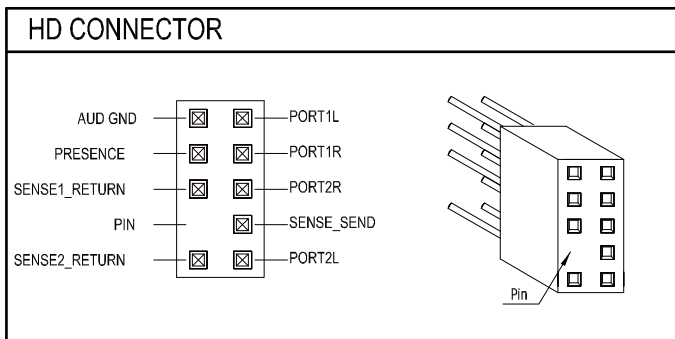 HD CONNECTOR
AUD GND PORT1L
PRESENCE PORT1R
SENSE1_RETURN PORT2R
PIN SENSE_SEND
SENSE2_RETURN PORT2L
Pin